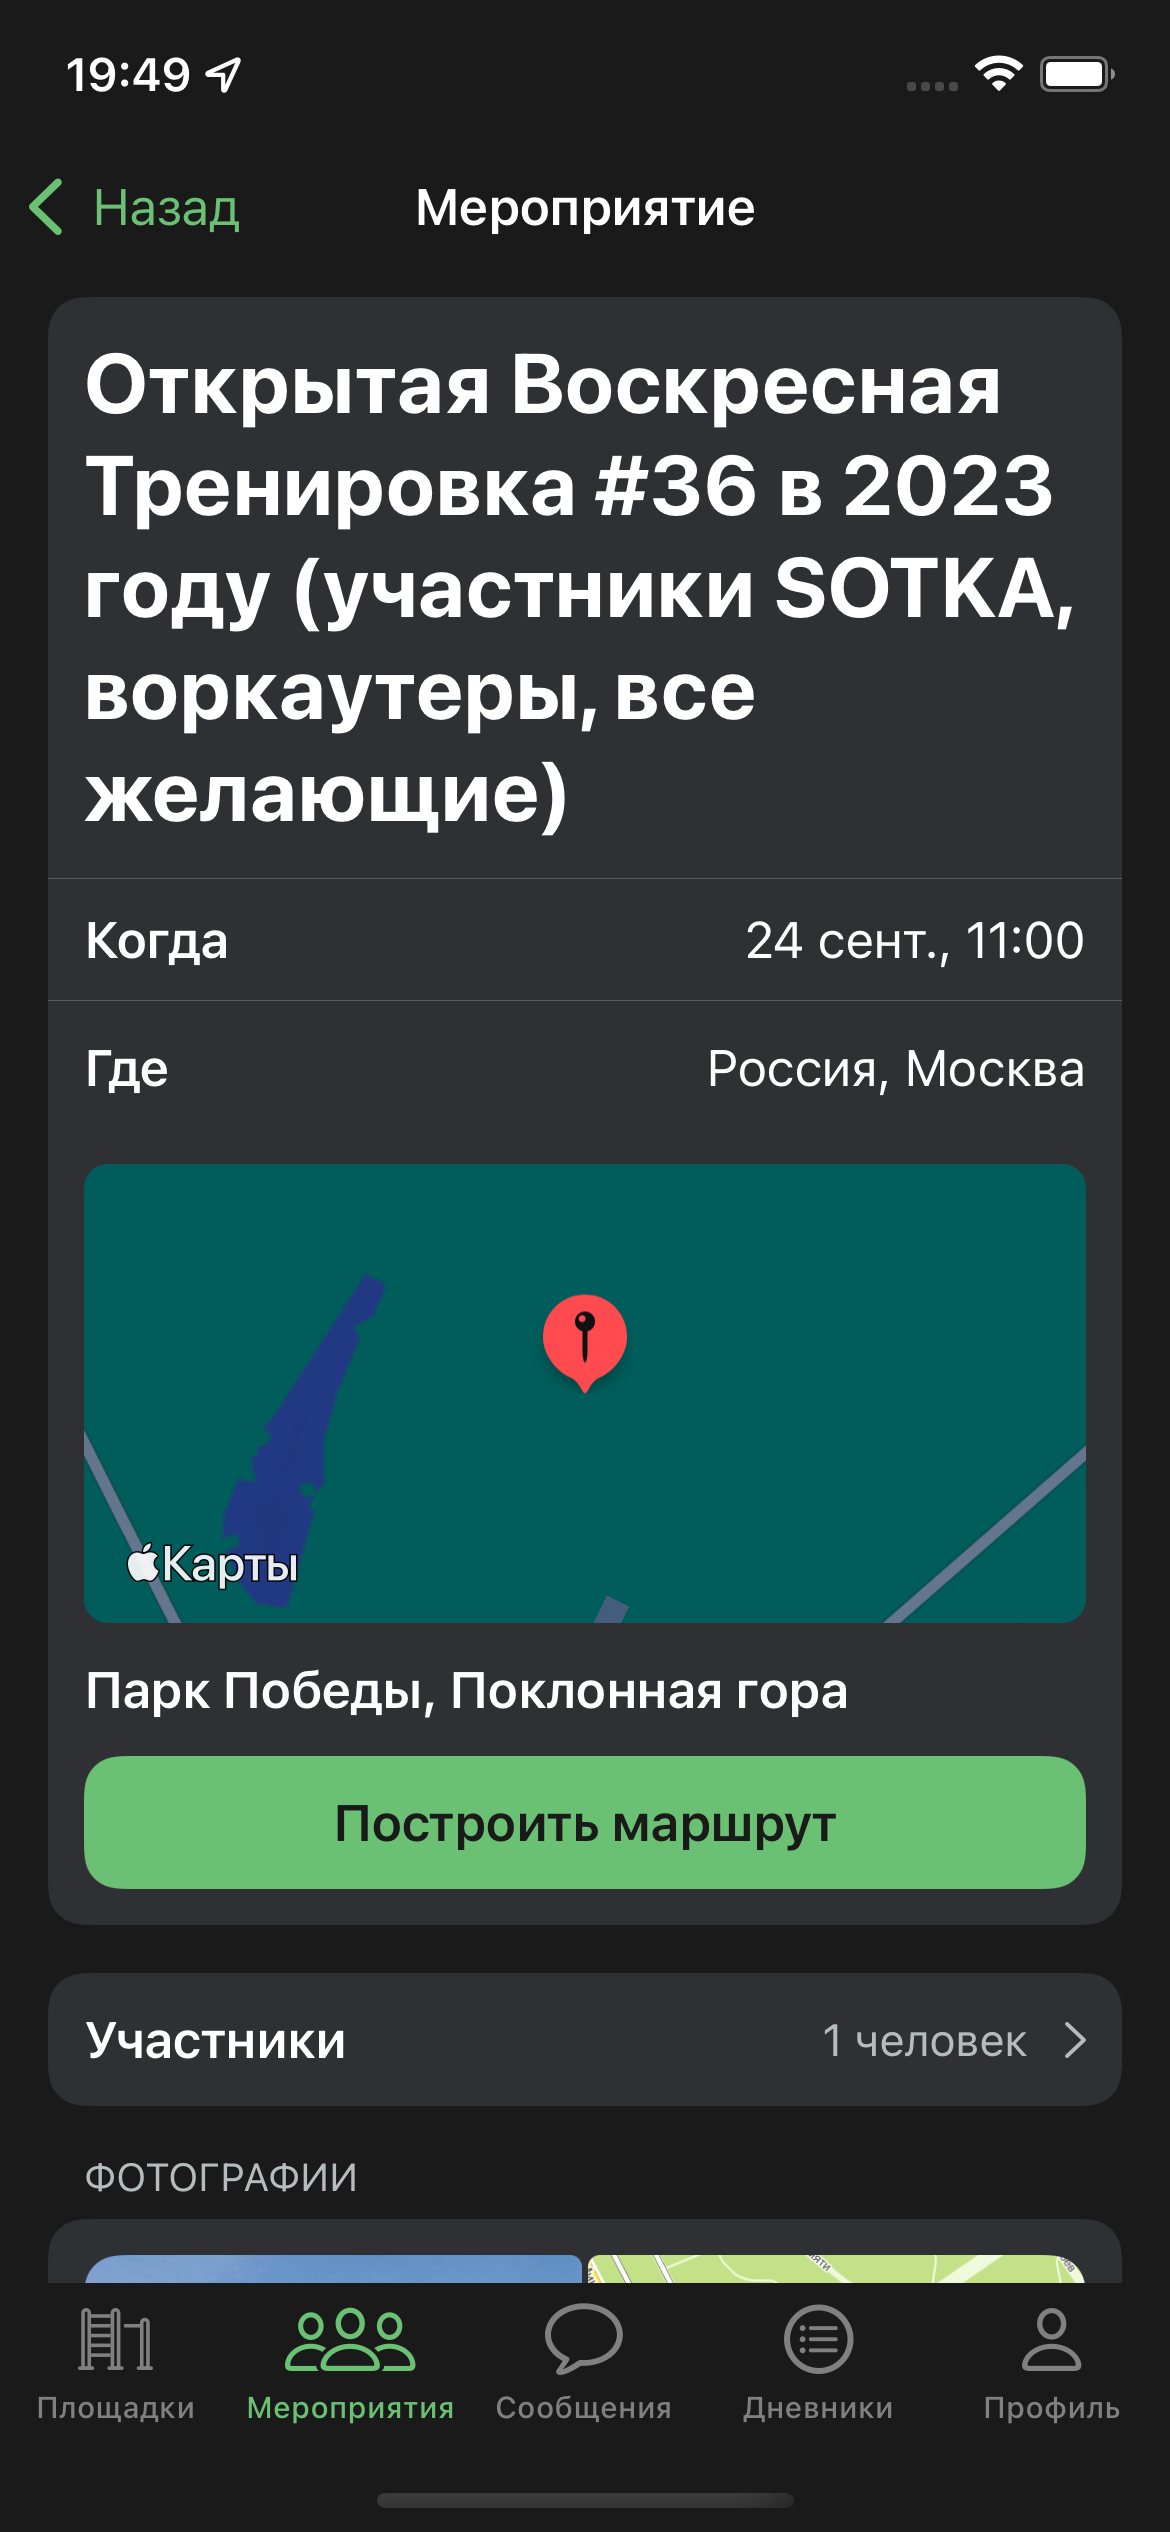 19:49
Назад
Мероприятие
Открытая Воскресная
Тренировка #36 в 2023
году (участники SOTKA,
воркаутеры, все
желающие)
Когда
24 сент., 11:00
Где
Россия, Москва
Карты
Парк Победы, Поклонная гора
Построить маршрут
Участники
1 человек
ФОТОГРАФИИ
Площадки
Мероприятия
Сообщения
Дневники
Профиль